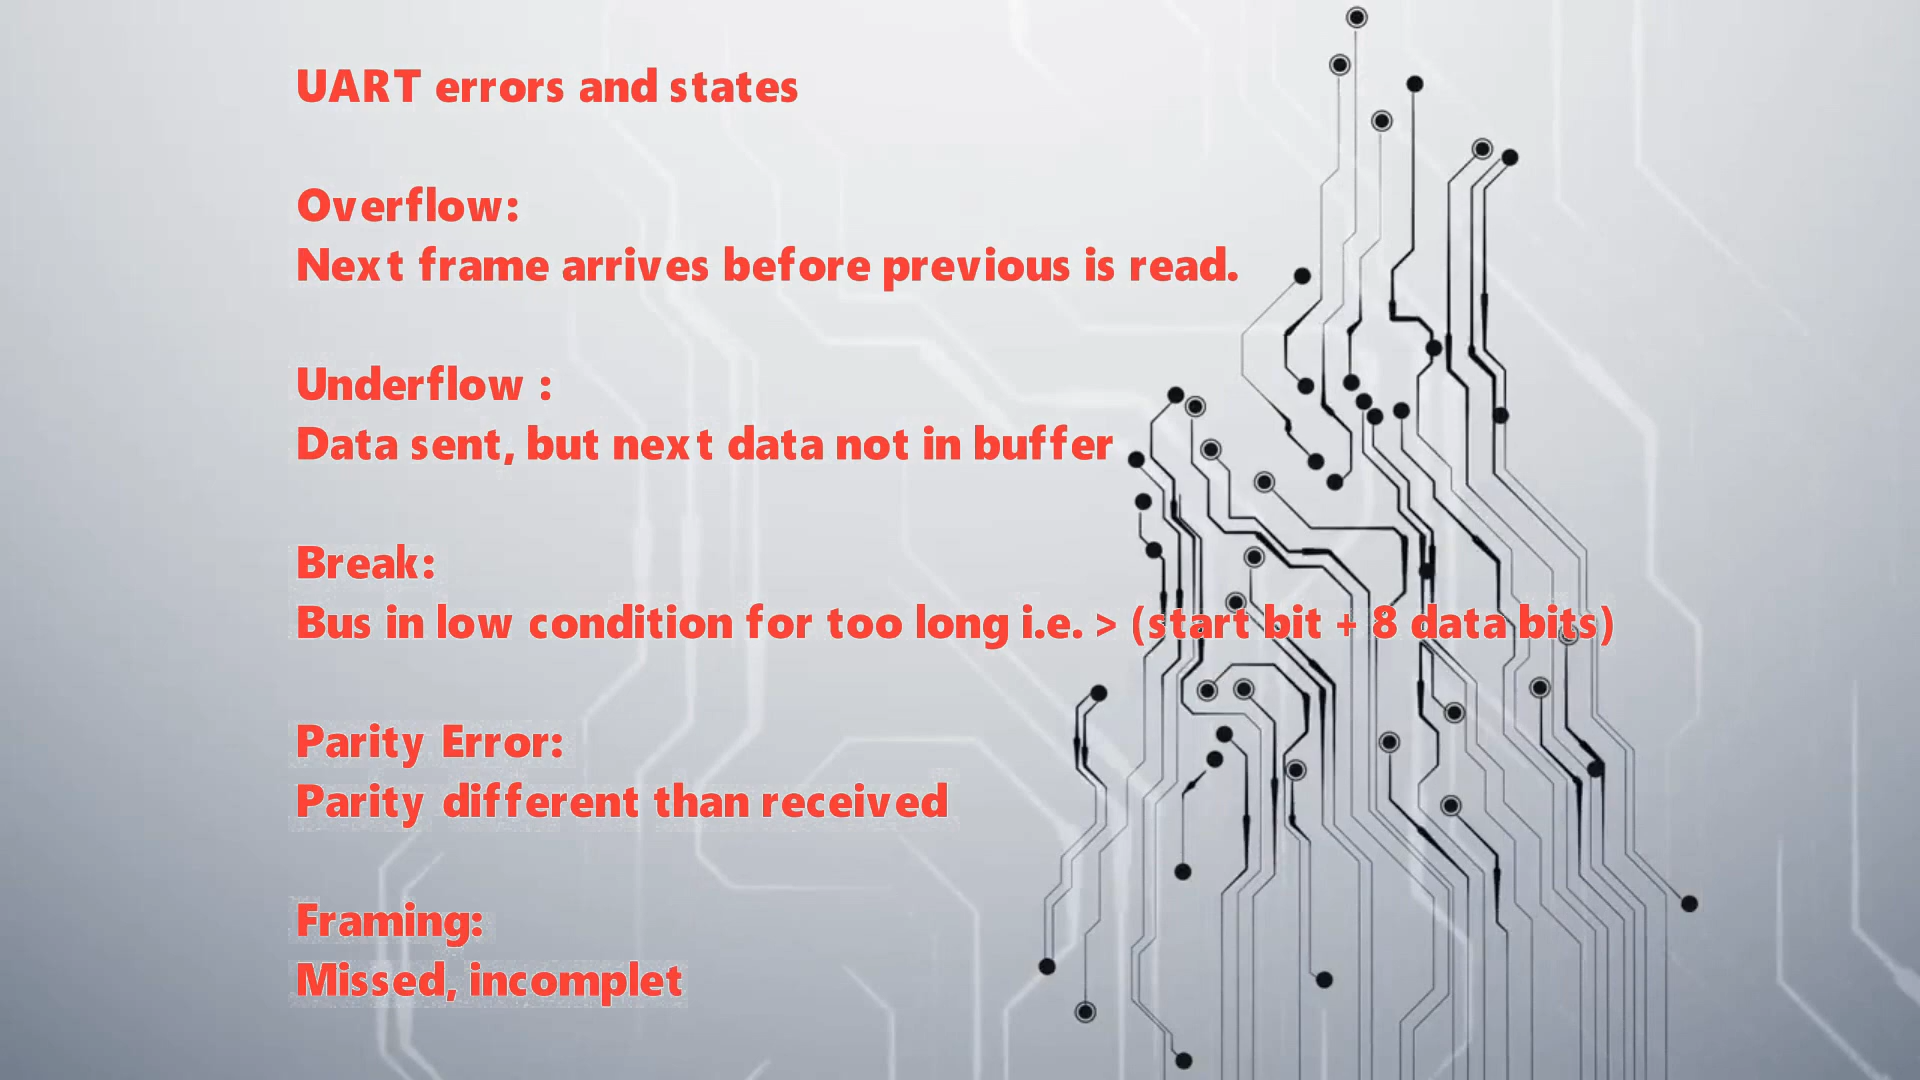 UART errors and states
Overflow:
Next frame arrives before previous is read.
Underflow :
Data sent, but next data not in buffer
Break:
Bus in low condition for too long i.e. > (start bit + 8 data bits)
Parity Error:
Parity different than received
Framing:
Missed, incomplet